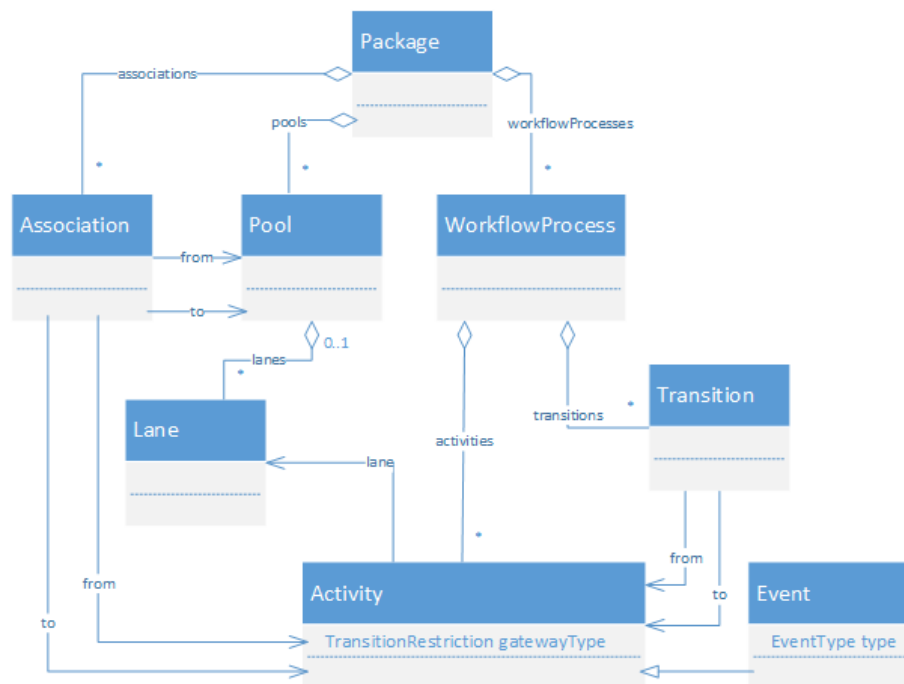 Package
associations
pools
workflowProcesses
*
*
*
Association
Pool
WorkflowProcess
from
to
0..1
lanes
*
Transition
transitions
*
Lane
activities
lane
*
from
from
to
to
Activity
Event
TransitionRestriction gatewayType
EventType type